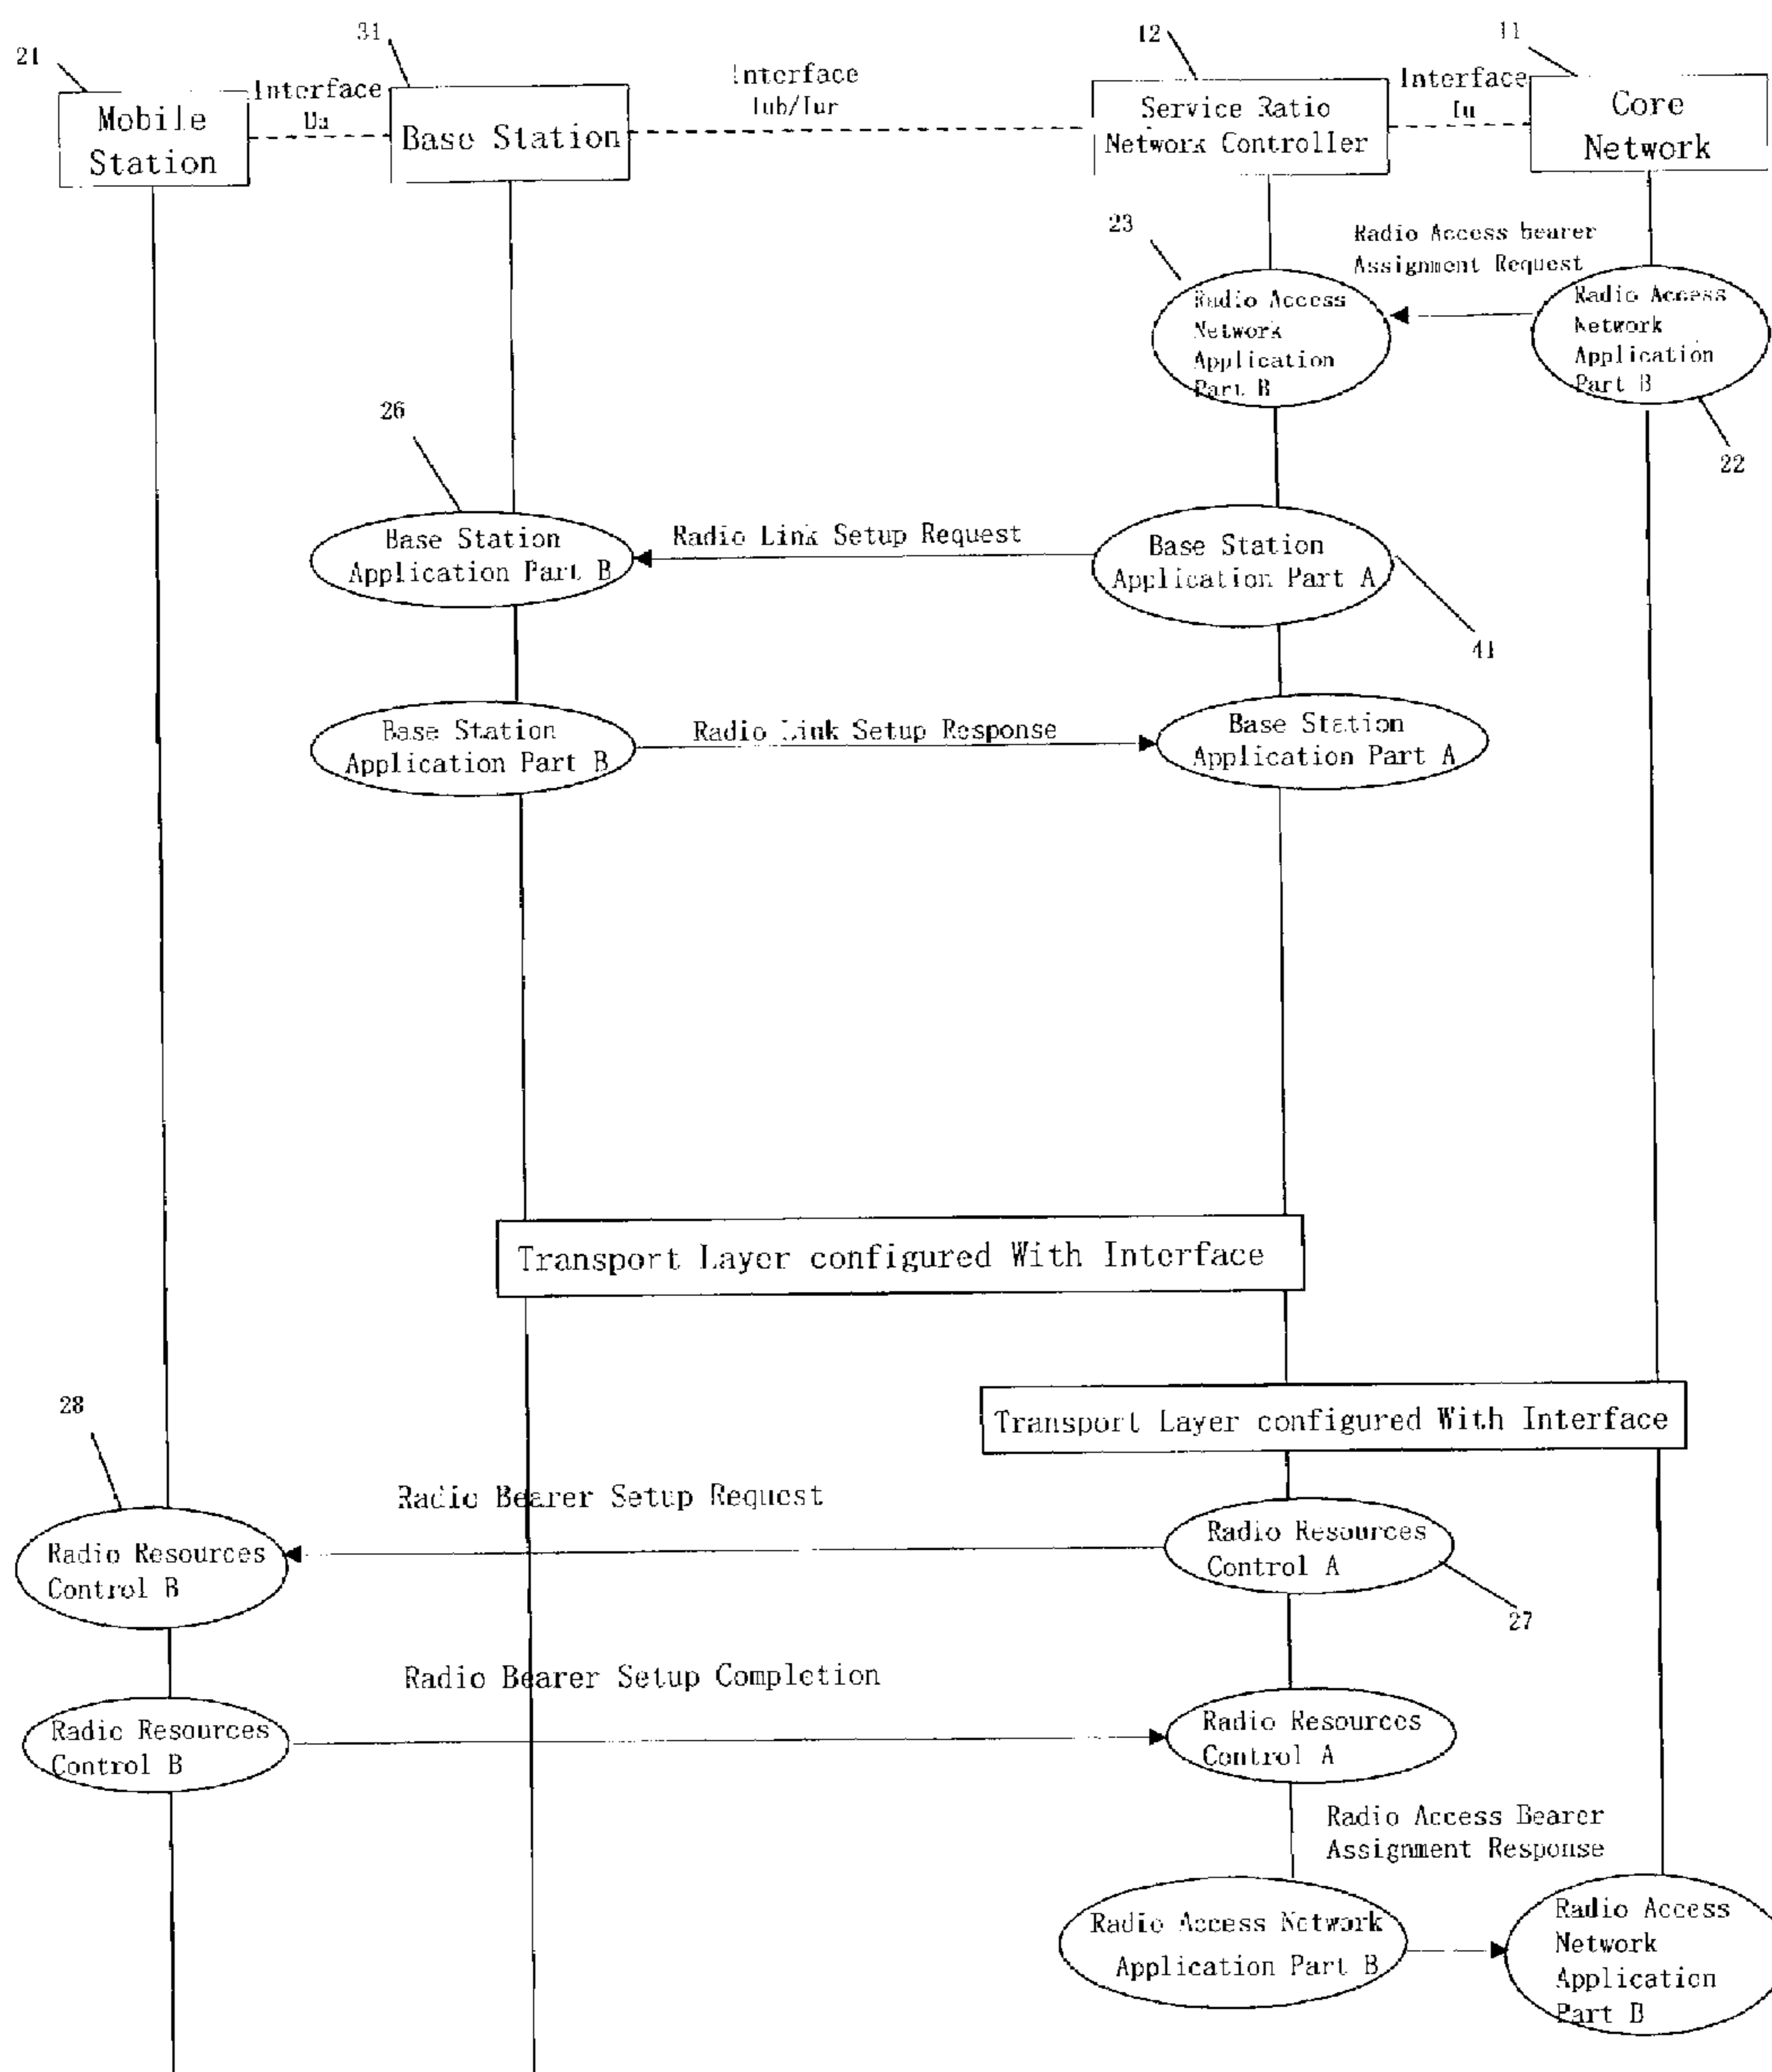 21
31
12
11
Interface
Ua
Interface
Iub/Iur
Interface
Iu
Mobile
Station
Base Station
Service Ratio
Network Controller
Core
Network
23
Radio Access bearer
Assignment Request
Radio Access
Network
Application
Part B
Radio Access
Network
Application
Part B
22
26
Base Station
Application Part B
Radio Link Setup Request
Base Station
Application Part A
41
Base Station
Application Part B
Radio Link Setup Response
Base Station
Application Part A
Transport Layer configured With Interface
Transport Layer configured With Interface
28
Radio Bearer Setup Request
Radio Resources
Control B
Radio Resources
Control A
27
Radio Bearer Setup Completion
Radio Resources
Control B
Radio Resources
Control A
Radio Access Bearer
Assignment Response
Radio Access Network
Application Part B
Radio Access
Network
Application
Part B